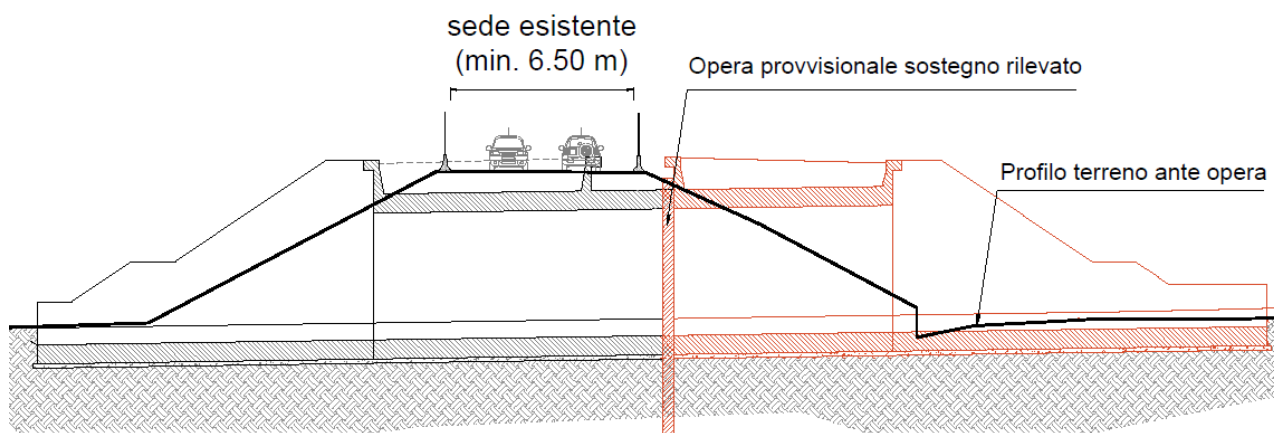 sede esistente
(min. 6.50 m)
Opera provvisionale sostegno rilevato
Profilo terreno ante opera